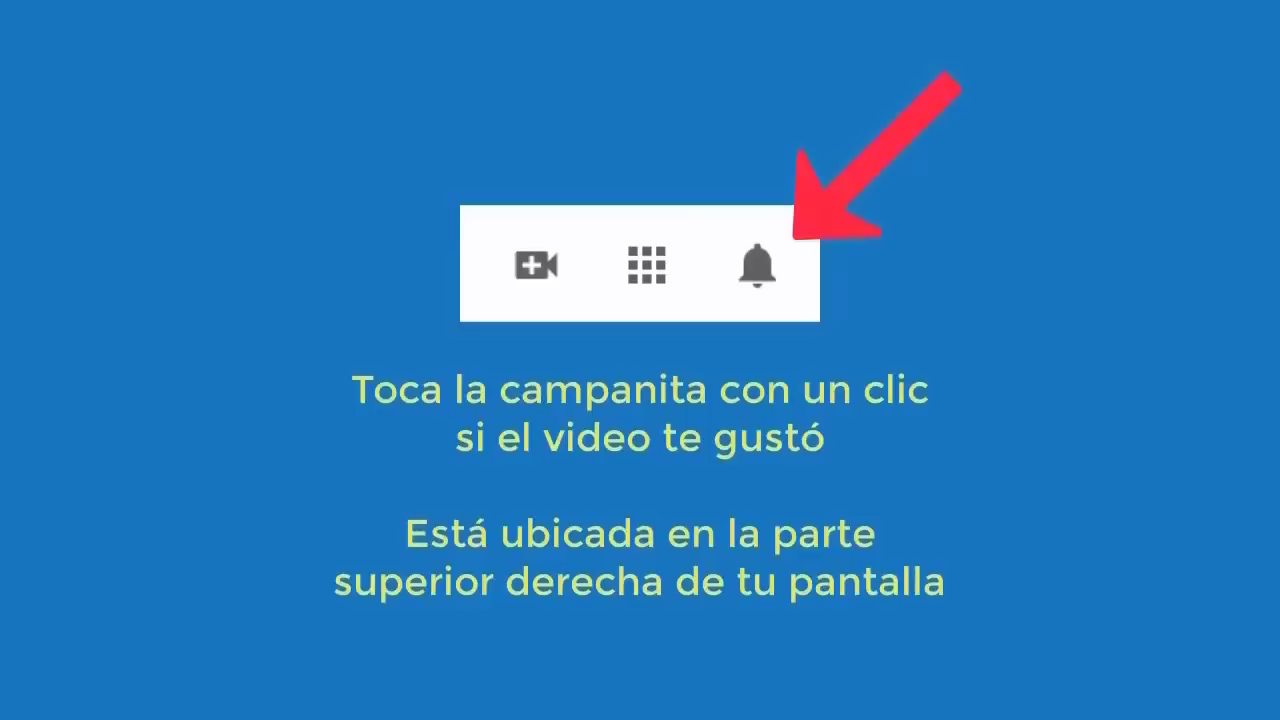 Toca la campanita con un clic
si el video te gustó
Está ubicada en la parte
superior derecha de tu pantalla